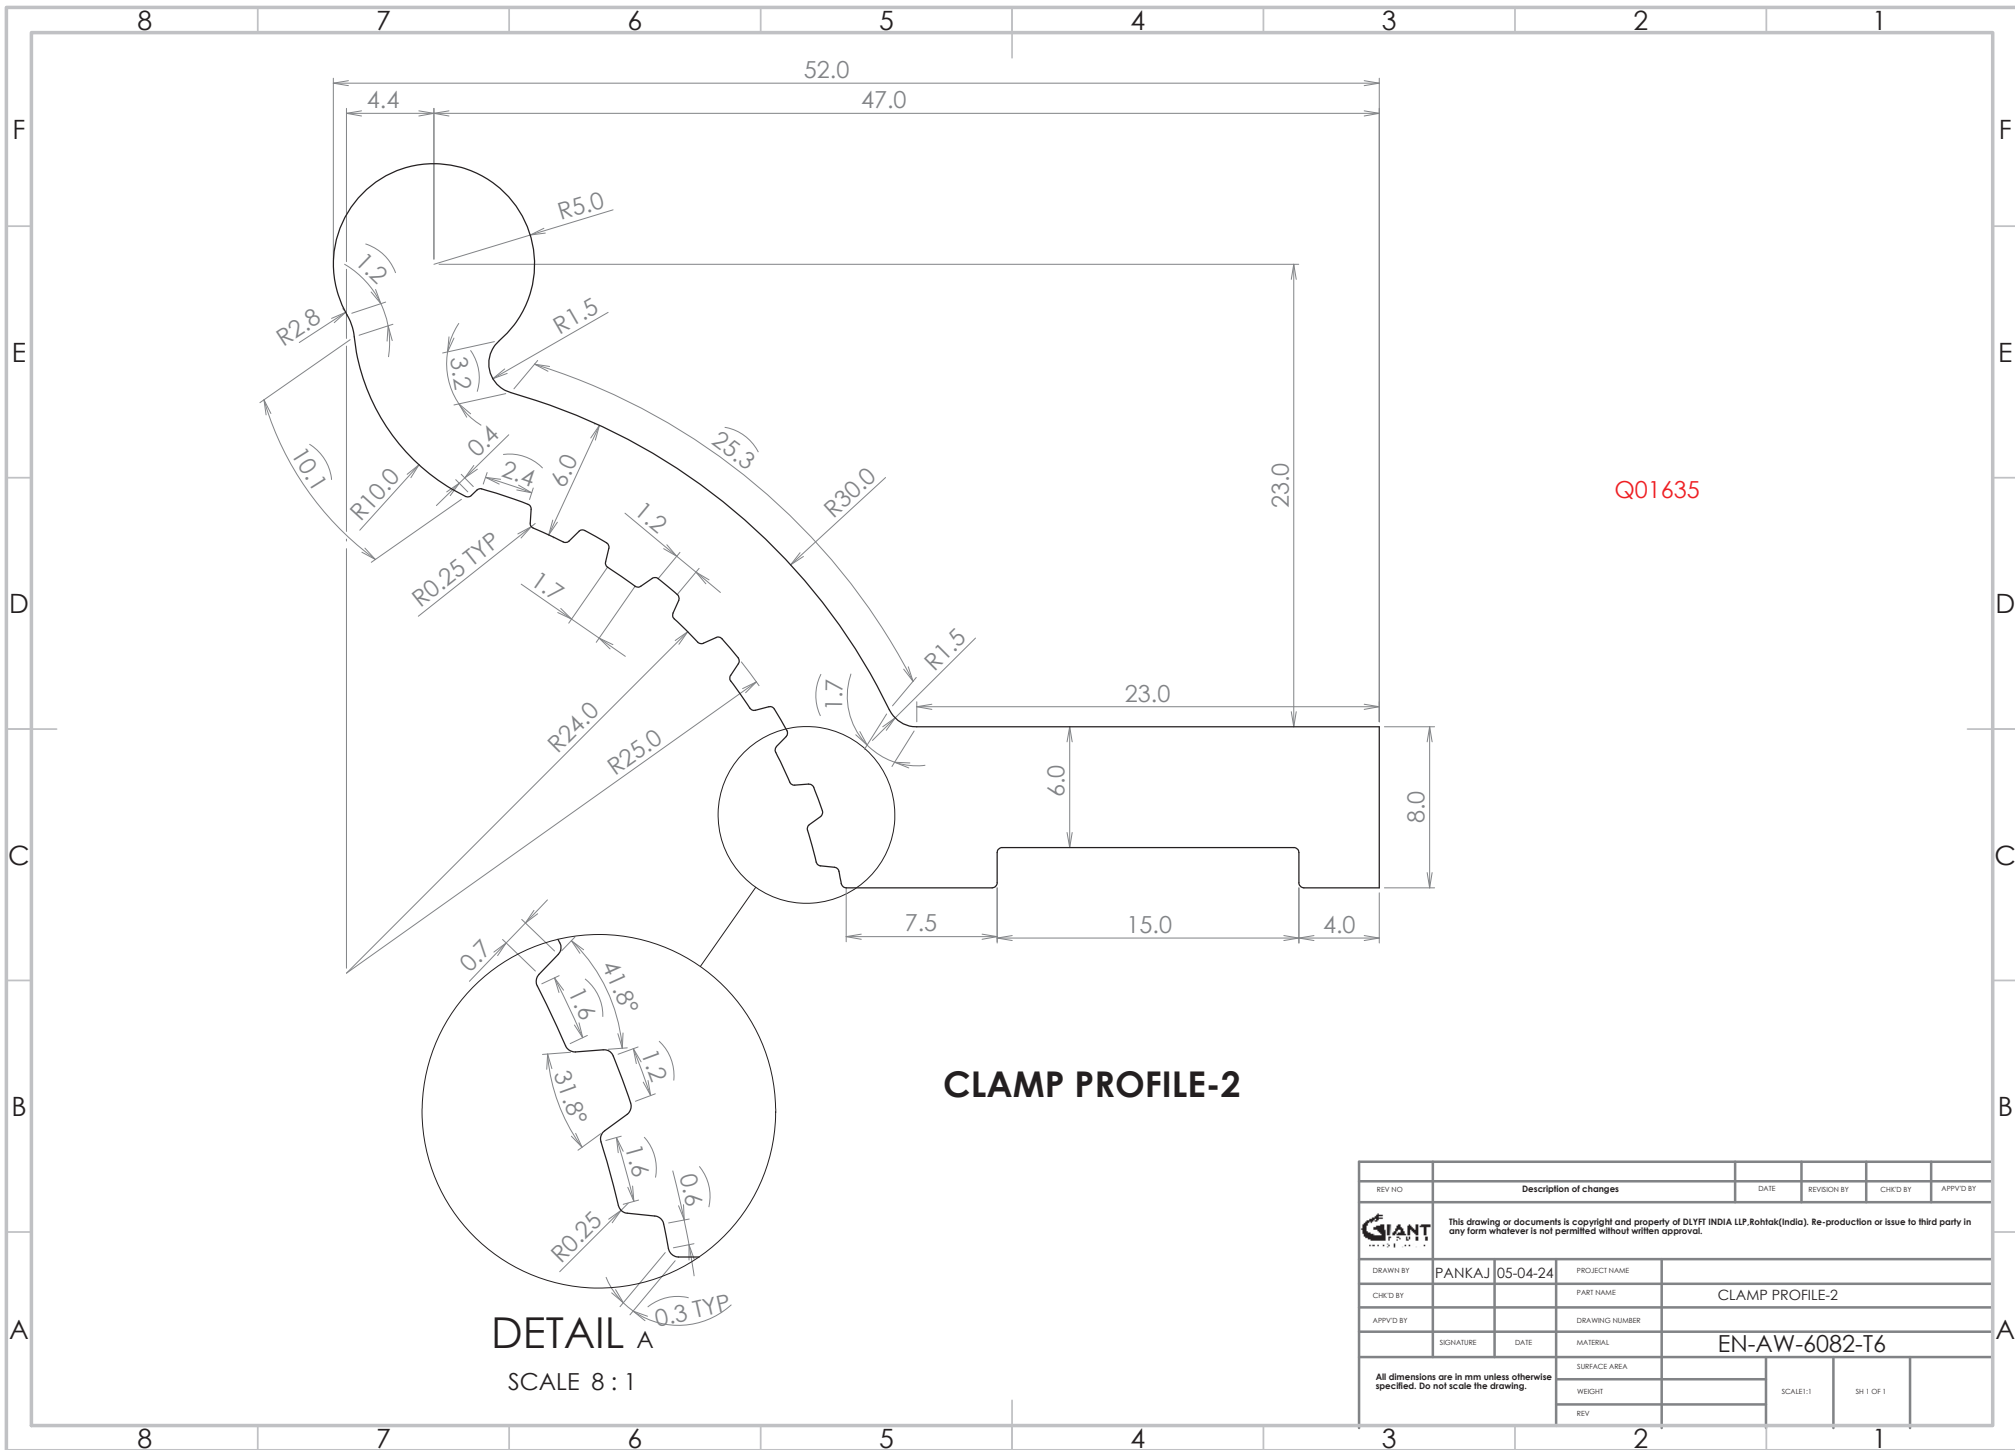 8 7 6 5 4 3 2 1
52.0
4.4 47.0
F F
R5.0
1.2
R2.8
R1.5
E E
3.2
25.3
0.4
10.1
2.4
6.0
R10.0
R30.0
23.0
Q01635
1.2
R0.25 TYP
1.7
D D
R1.5
1.7
23.0
R24.0
R25.0
6.0
8.0
C C
7.5 15.0 4.0
0.7
41.8°
1.6
1.2
31.8°
CLAMP PROFILE-2
B B
1.6
0.6
R0.25
0.3 TYP
DETAIL A
SCALE 8 : 1
A A
REV NO Description of changes DATE REVISION BY CHK'D BY APPV'D BY
GIANT
This drawing or documents is copyright and property of DLYFT INDIA LLP,Rohtak(India). Re-production or issue to third party in
any form whatever is not permitted without written approval.
DRAWN BY PANKAJ 05-04-24 PROJECT NAME
CHK'D BY PART NAME CLAMP PROFILE-2
APPV'D BY DRAWING NUMBER
SIGNATURE DATE MATERIAL EN-AW-6082-T6
All dimensions are in mm unless otherwise
specified. Do not scale the drawing.
SURFACE AREA
WEIGHT SCALE1:1 SH 1 OF 1
REV
8 7 6 5 4 3 2 1